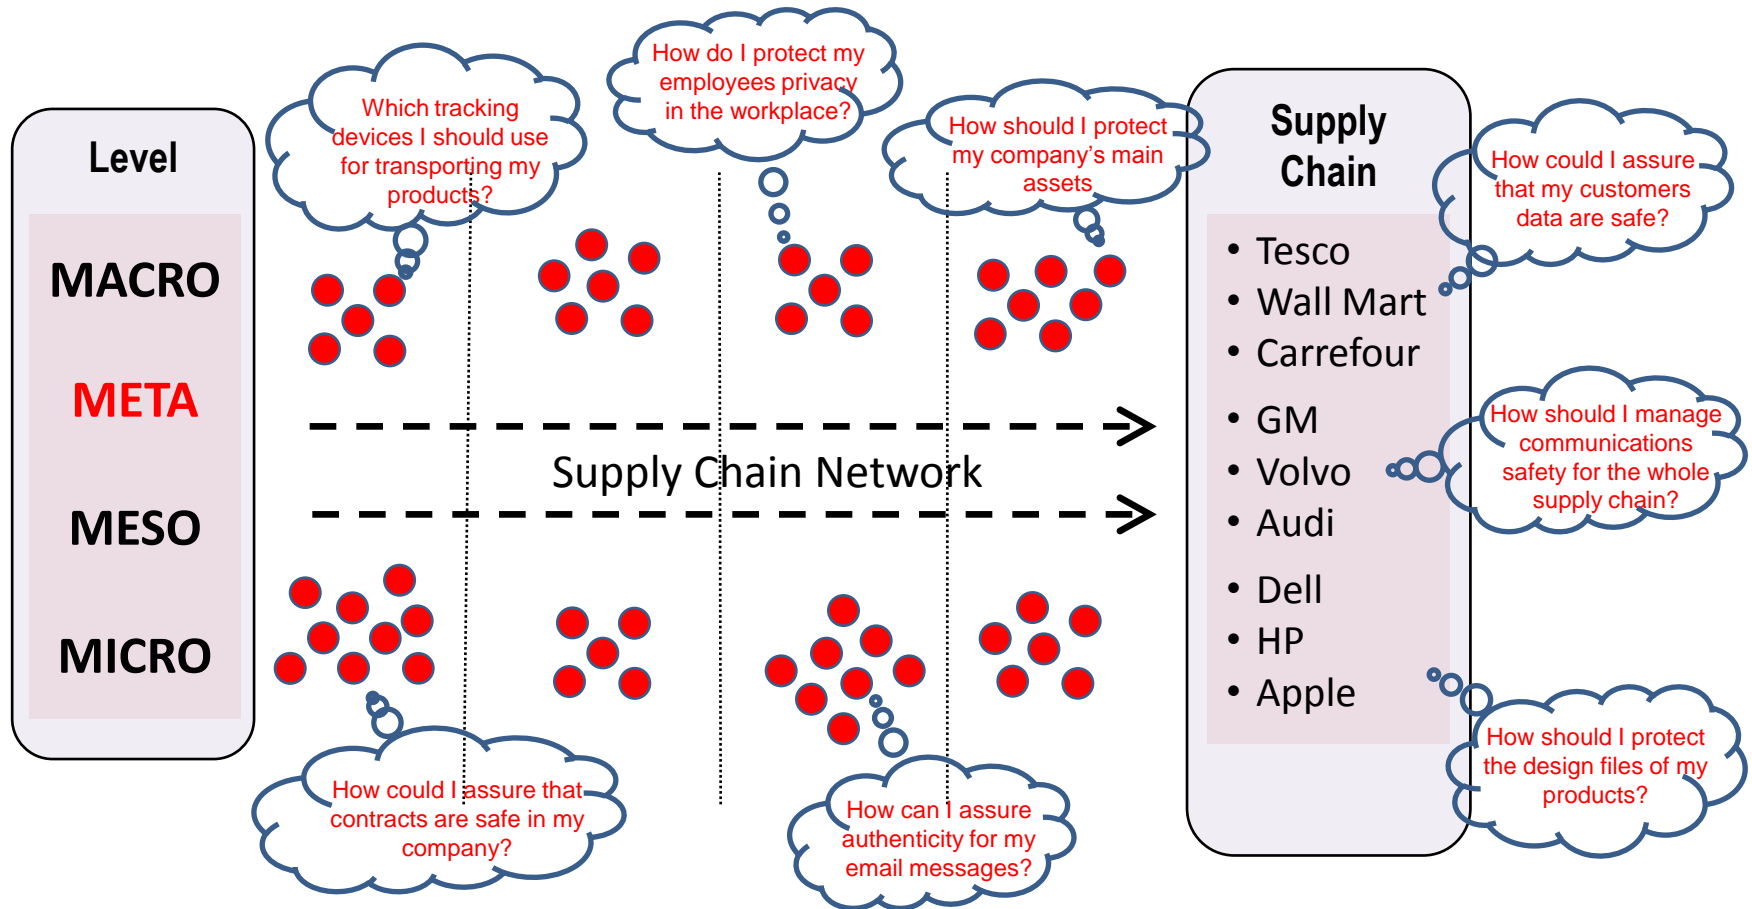 Level
MACRO
META
MESO
MICRO
Which tracking
devices I should use
for transporting my
products?
How do I protect my
employees privacy
in the workplace?
How should I protect
my company’s main
assets
Supply Chain Network
How could I assure that
contracts are safe in my
company?
How can I assure
authenticity for my
email messages?
Supply
Chain
• Tesco
• Wall Mart
• Carrefour
• GM
• Volvo
• Audi
• Dell
• HP
• Apple
How could I assure
that my customers
data are safe?
How should I manage
communications
safety for the whole
supply chain?
How should I protect
the design files of my
products?